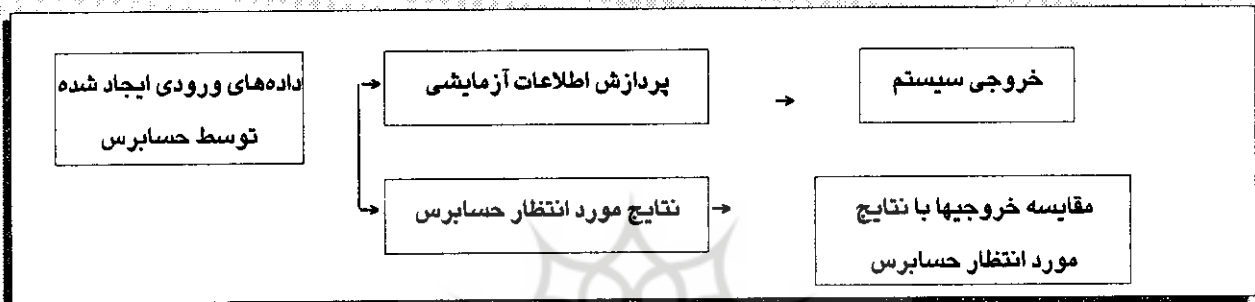 داده‌های ورودی ایجاد شده
توسط حسابرس
پردازش اطلاعات آزمایشی
خروجی سیستم
نتایج مورد انتظار حسابرس
مقایسه خروجیها با نتایج
مورد انتظار حسابرس